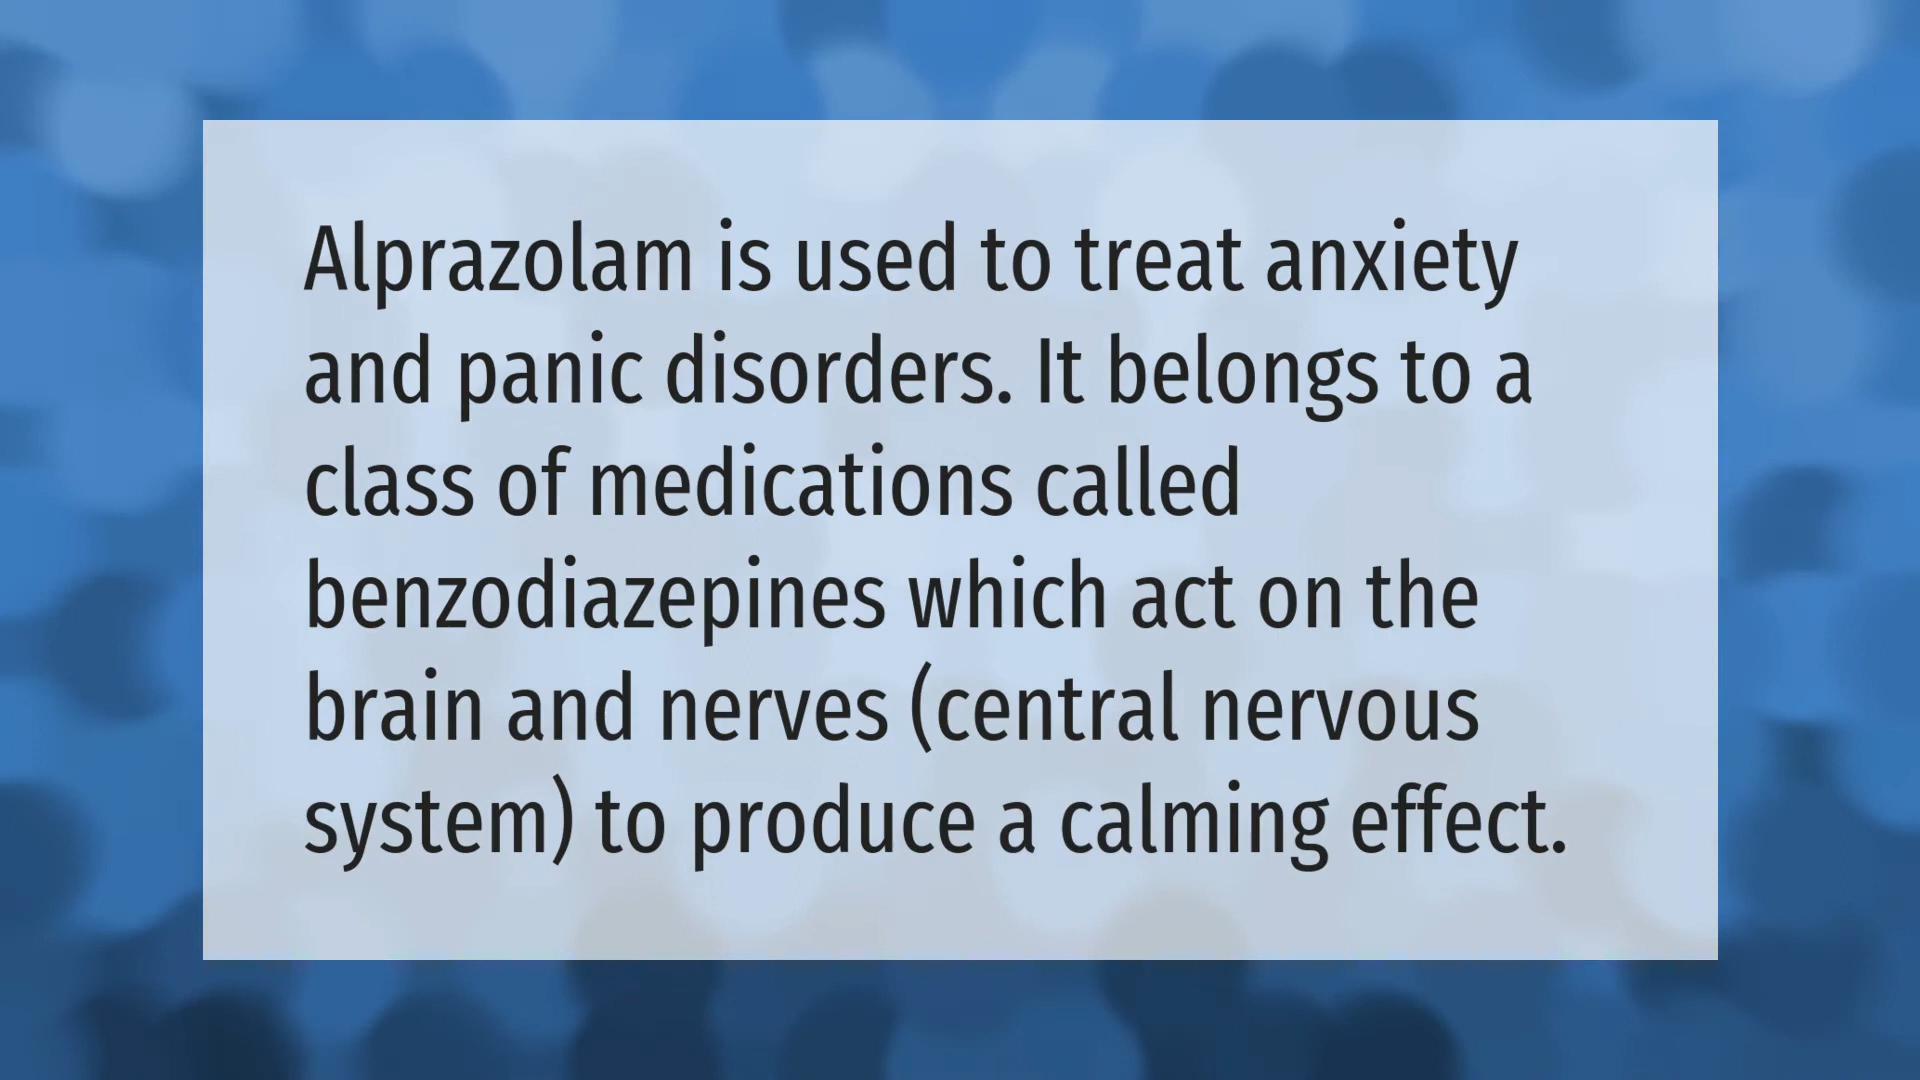 Alprazolam is used to treat anxiety
and panic disorders. It belongs to a
class of medications called
benzodiazepines which act on the
brain and nerves (central nervous
system) to produce a calming effect.